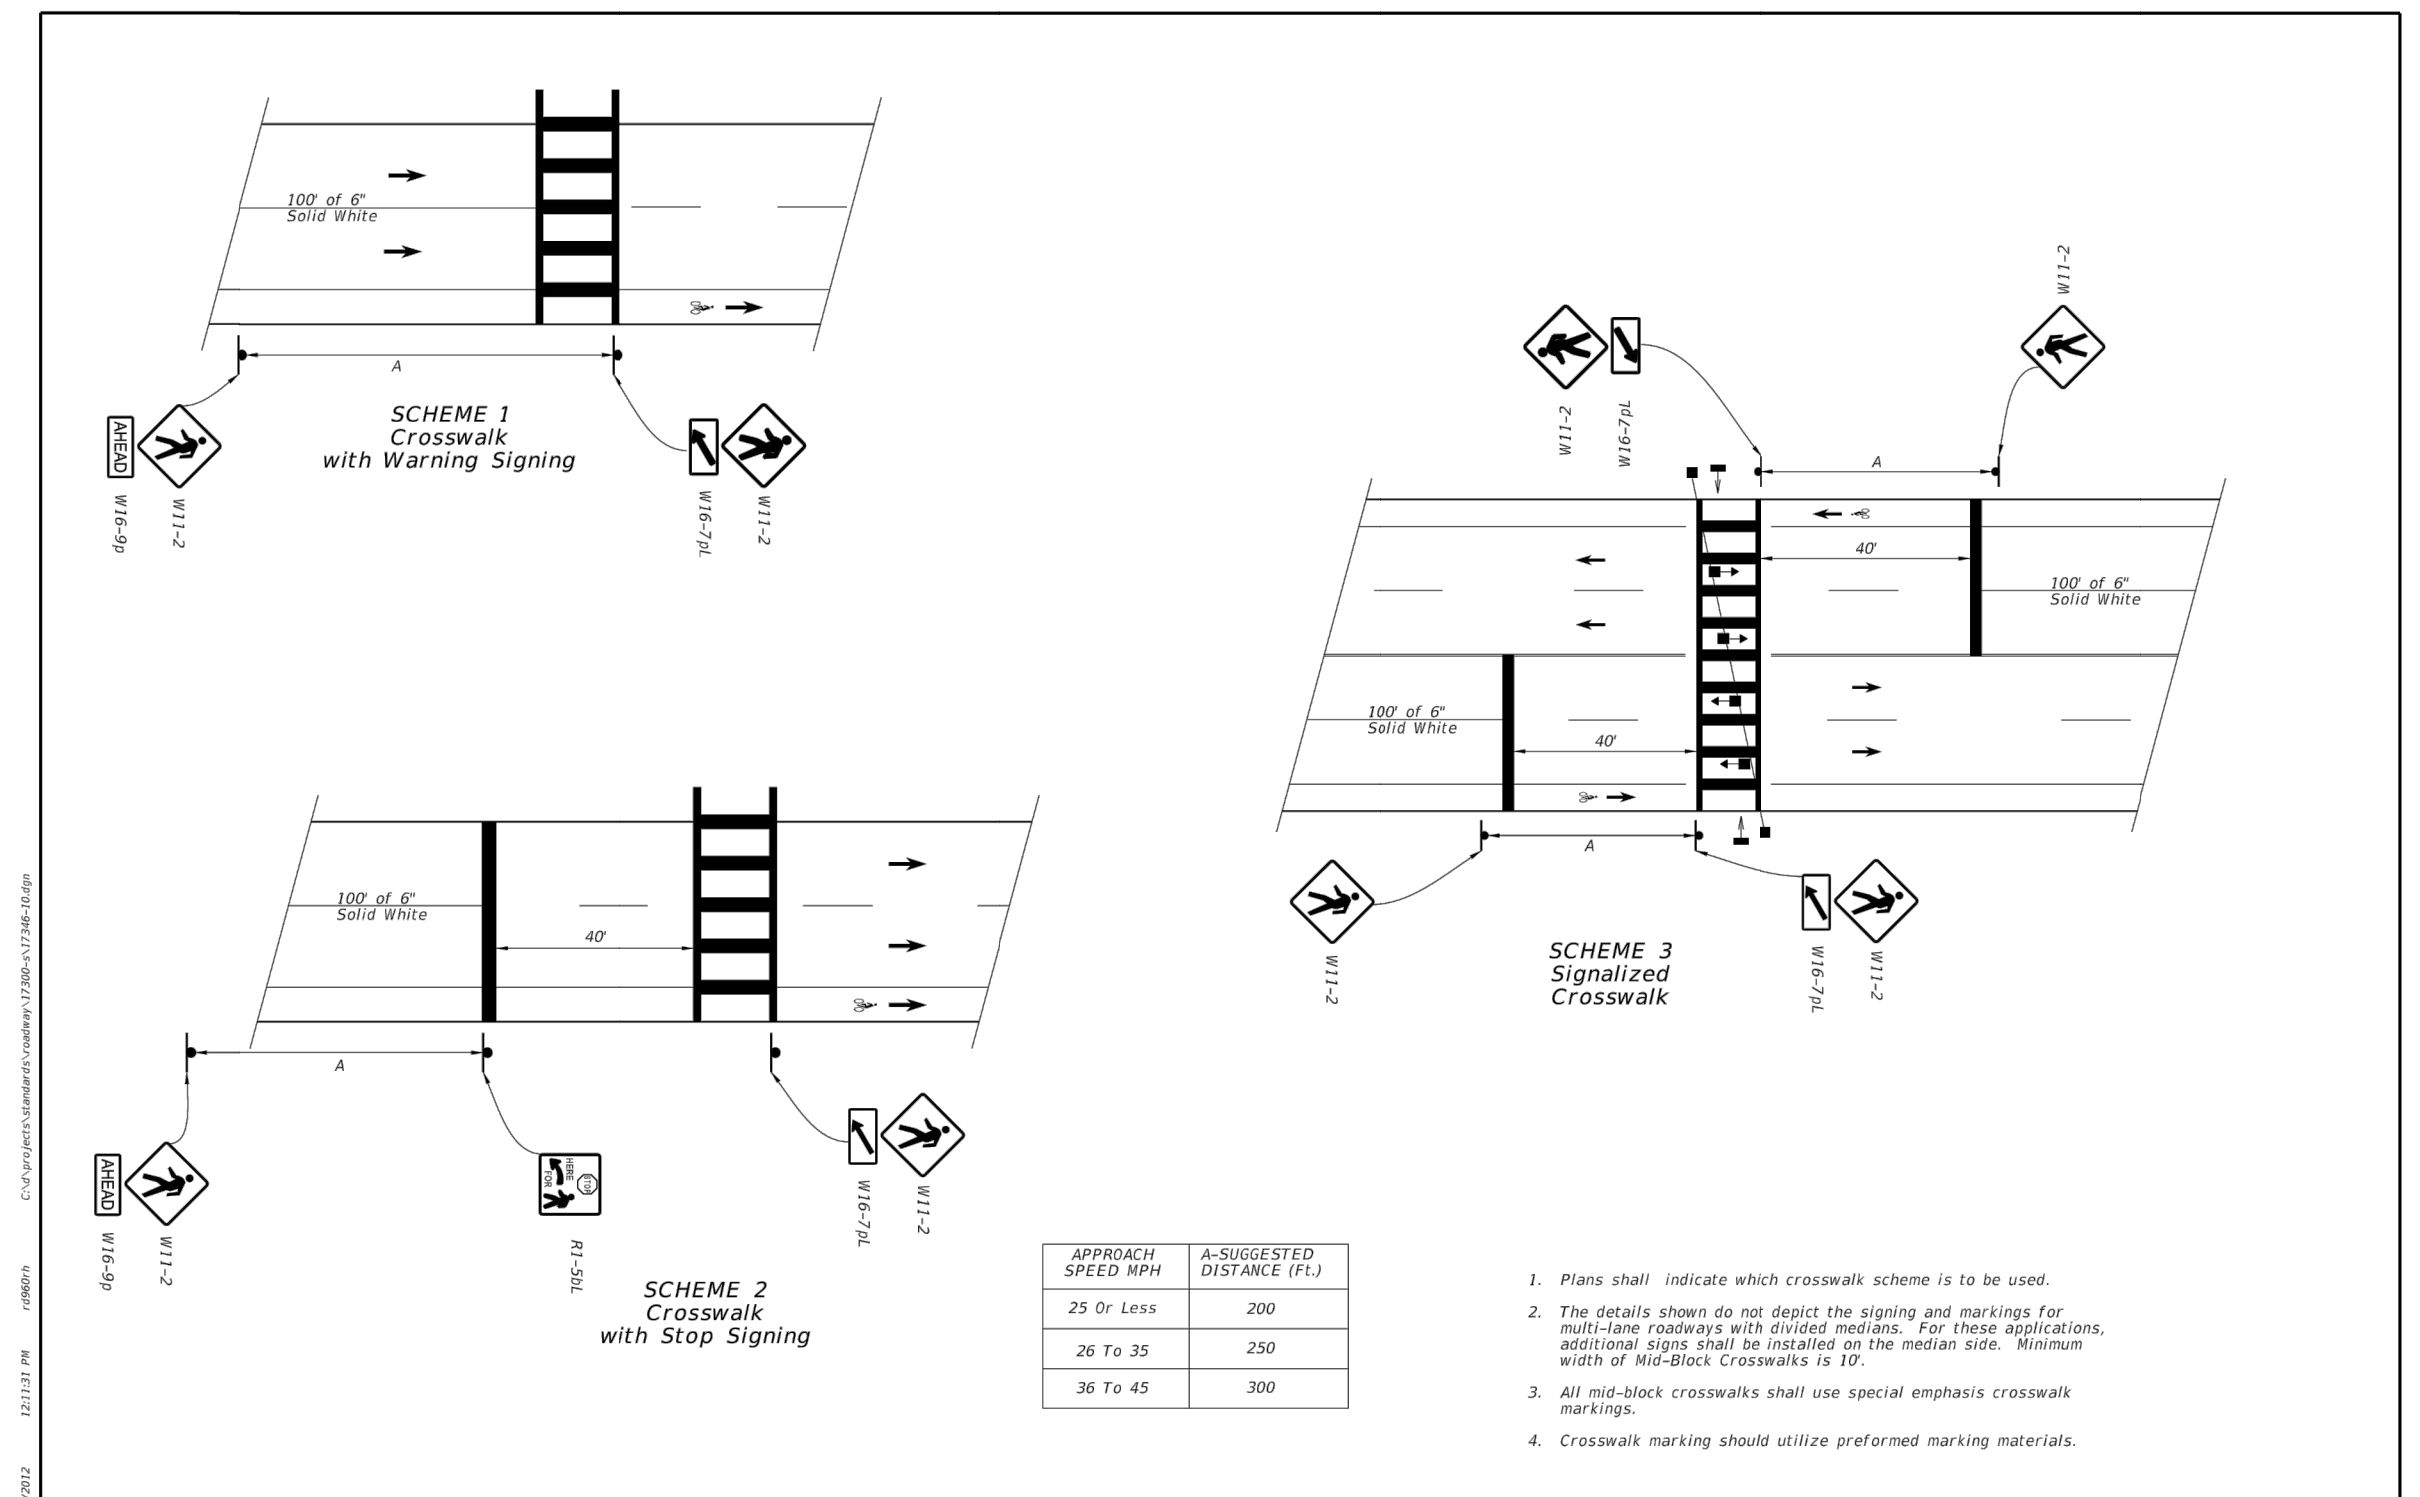 100' of 6"
Solid White
A
SCHEME 1
Crosswalk
with Warning Signing
AHEAD
W16-9p
W11-2
W16-7pL
W11-2
100' of 6"
Solid White
40'
A
AHEAD
W16-9p
W11-2
HERE
FOR
STOP
R1-5bL
W16-7pL
W11-2
SCHEME 2
Crosswalk
with Stop Signing
W11-2
W16-7pL
W11-2
A
40'
100' of 6"
Solid White
100' of 6"
Solid White
40'
A
W11-2
W16-7pL
W11-2
SCHEME 3
Signalized
Crosswalk
APPROACH
SPEED MPH
A-SUGGESTED
DISTANCE (Ft.)
25 Or Less
200
26 To 35
250
36 To 45
300
1. Plans shall indicate which crosswalk scheme is to be used.
2. The details shown do not depict the signing and markings for
multi-lane roadways with divided medians. For these applications,
additional signs shall be installed on the median side. Minimum
width of Mid-Block Crosswalks is 10'.
3. All mid-block crosswalks shall use special emphasis crosswalk
markings.
4. Crosswalk marking should utilize preformed marking materials.
C:\d\projects\standards\roadway\17300-s\17346-10.dgn
rd960rh
12:11:31 PM
/2012